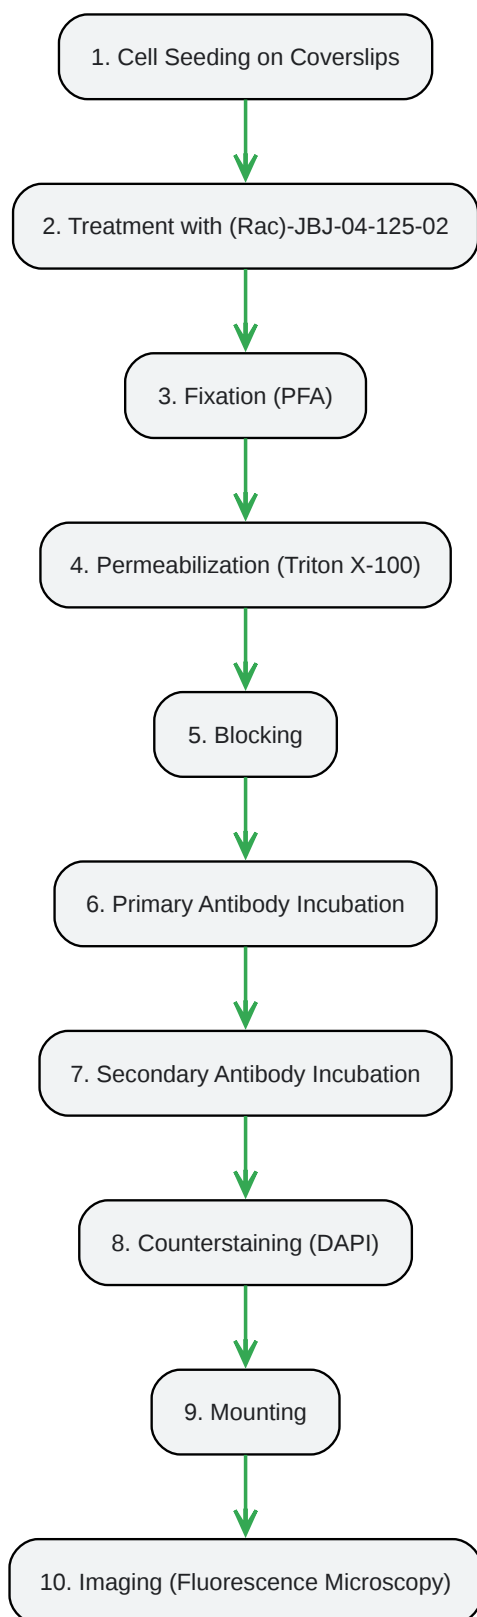 1. Cell Seeding on Coverslips
2. Treatment with (Rac)-JBJ-04-125-02
3. Fixation (PFA)
4. Permeabilization (Triton X-100)
5. Blocking
6. Primary Antibody Incubation
7. Secondary Antibody Incubation
8. Counterstaining (DAPI)
9. Mounting
10. Imaging (Fluorescence Microscopy)